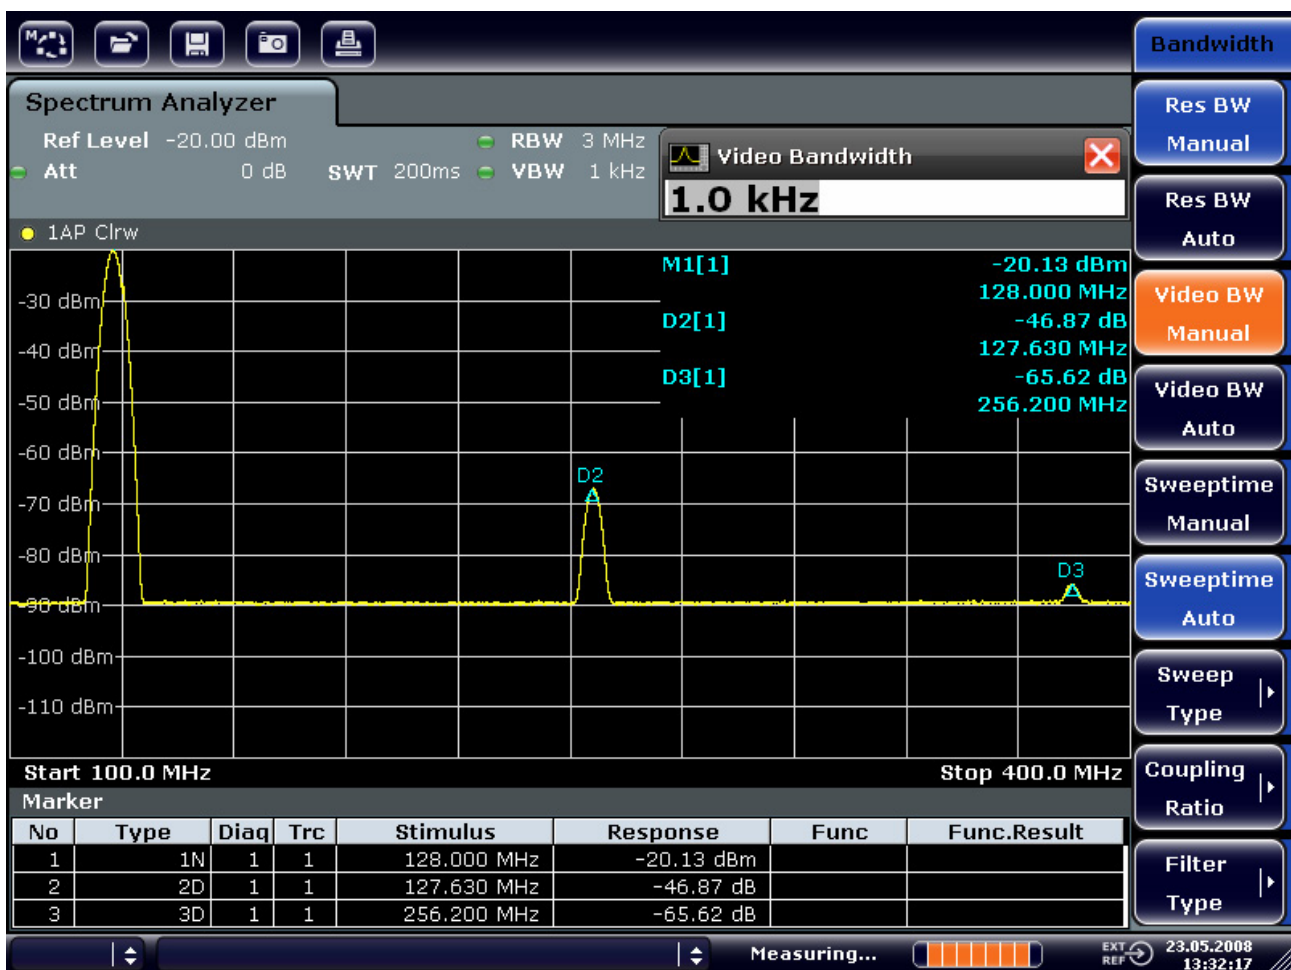 Bandwidth
Spectrum Analyzer
Ref Level -20.00 dBm RBW 3 MHz
Att 0 dB SWT 200ms VBW 1 kHz
Video Bandwidth
1.0 kHz
1AP Clrw
M1[1] -20.13 dBm
128.000 MHz
D2[1] -46.87 dB
127.630 MHz
D3[1] -65.62 dB
256.200 MHz
-30 dBm
-40 dBm
-50 dBm
-60 dBm
-70 dBm
-80 dBm
-90 dBm
-100 dBm
-110 dBm
D2
D3
Start 100.0 MHz Stop 400.0 MHz
Marker
No Type Diaq Trc Stimulus Response Func Func.Result
1 1N 1 1 128.000 MHz -20.13 dBm
2 2D 1 1 127.630 MHz -46.87 dB
3 3D 1 1 256.200 MHz -65.62 dB
Res BW
Manual
Res BW
Auto
Video BW
Manual
Video BW
Auto
Sweeptime
Manual
Sweeptime
Auto
Sweep
Type
Coupling
Ratio
Filter
Type
Measuring...
EXT
REF
23.05.2008
13:32:17
M